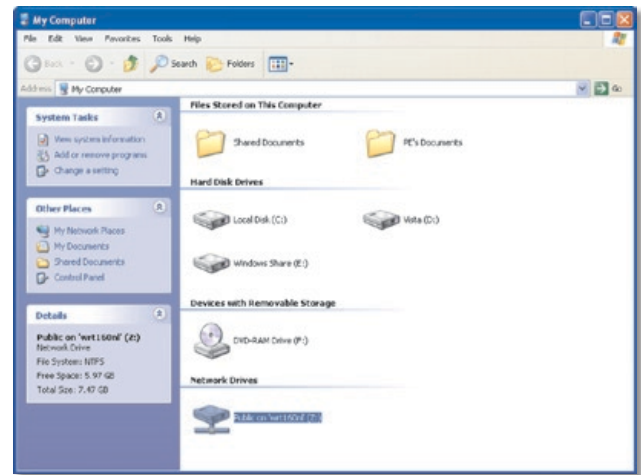 My Computer
File Edit View Favorites Tools Help
Back Search Folders
Address My Computer Go
System Tasks
View system information
Add or remove programs
Change a setting
Other Places
My Network Places
My Documents
Shared Documents
Control Panel
Details
Public on 'wrt160nl' (Z:)
Network Drive
File System: NTFS
Free Space: 5.97 GB
Total Size: 7.47 GB
Files Stored on This Computer
Shared Documents PE's Documents
Hard Disk Drives
Local Disk (C:) Vista (D:)
Windows Share (E:)
Devices with Removable Storage
DVD-RAM Drive (F:)
Network Drives
Public on 'wrt160nl' (Z:)